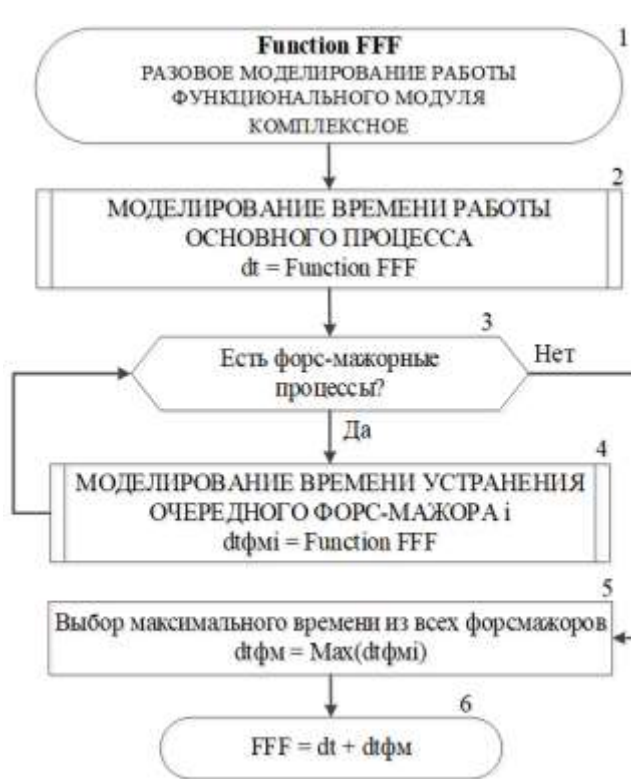 1
Function FFF
РАЗОВОЕ МОДЕЛИРОВАНИЕ РАБОТЫ
ФУНКЦИОНАЛЬНОГО МОДУЛЯ
КОМПЛЕКСНОЕ
2
МОДЕЛИРОВАНИЕ ВРЕМЕНИ РАБОТЫ
ОСНОВНОГО ПРОЦЕССА
dt = Function FFF
3
Есть форс-мажорные
процессы?
Нет
Да
4
МОДЕЛИРОВАНИЕ ВРЕМЕНИ УСТРАНЕНИЯ
ОЧЕРЕДНОГО ФОРС-МАЖОРА i
dtфмi = Function FFF
5
Выбор максимального времени из всех форсмажоров
dtфм = Max(dtфмi)
6
FFF = dt + dtфм